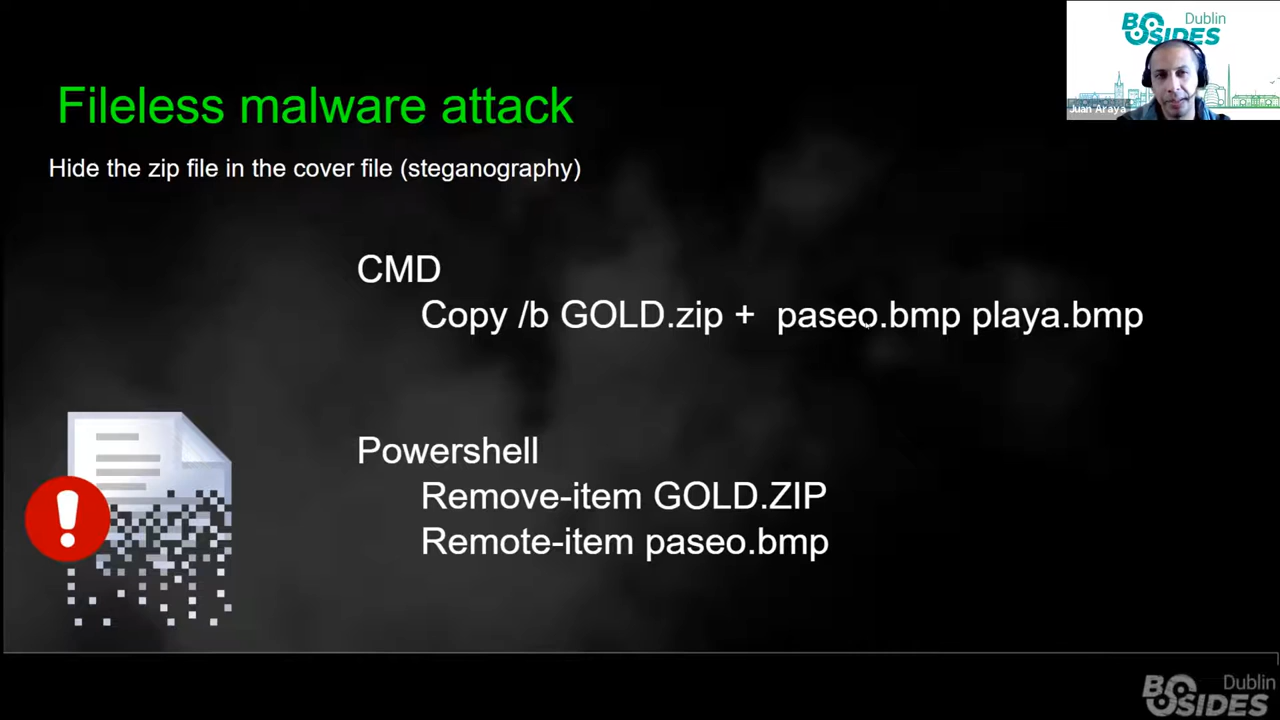 BSIDES Dublin
Juan Araya
Fileless malware attack
Hide the zip file in the cover file (steganography)
CMD
Copy /b GOLD.zip + paseo.bmp playa.bmp
Powershell
Remove-item GOLD.ZIP
Remote-item paseo.bmp
BSIDES Dublin